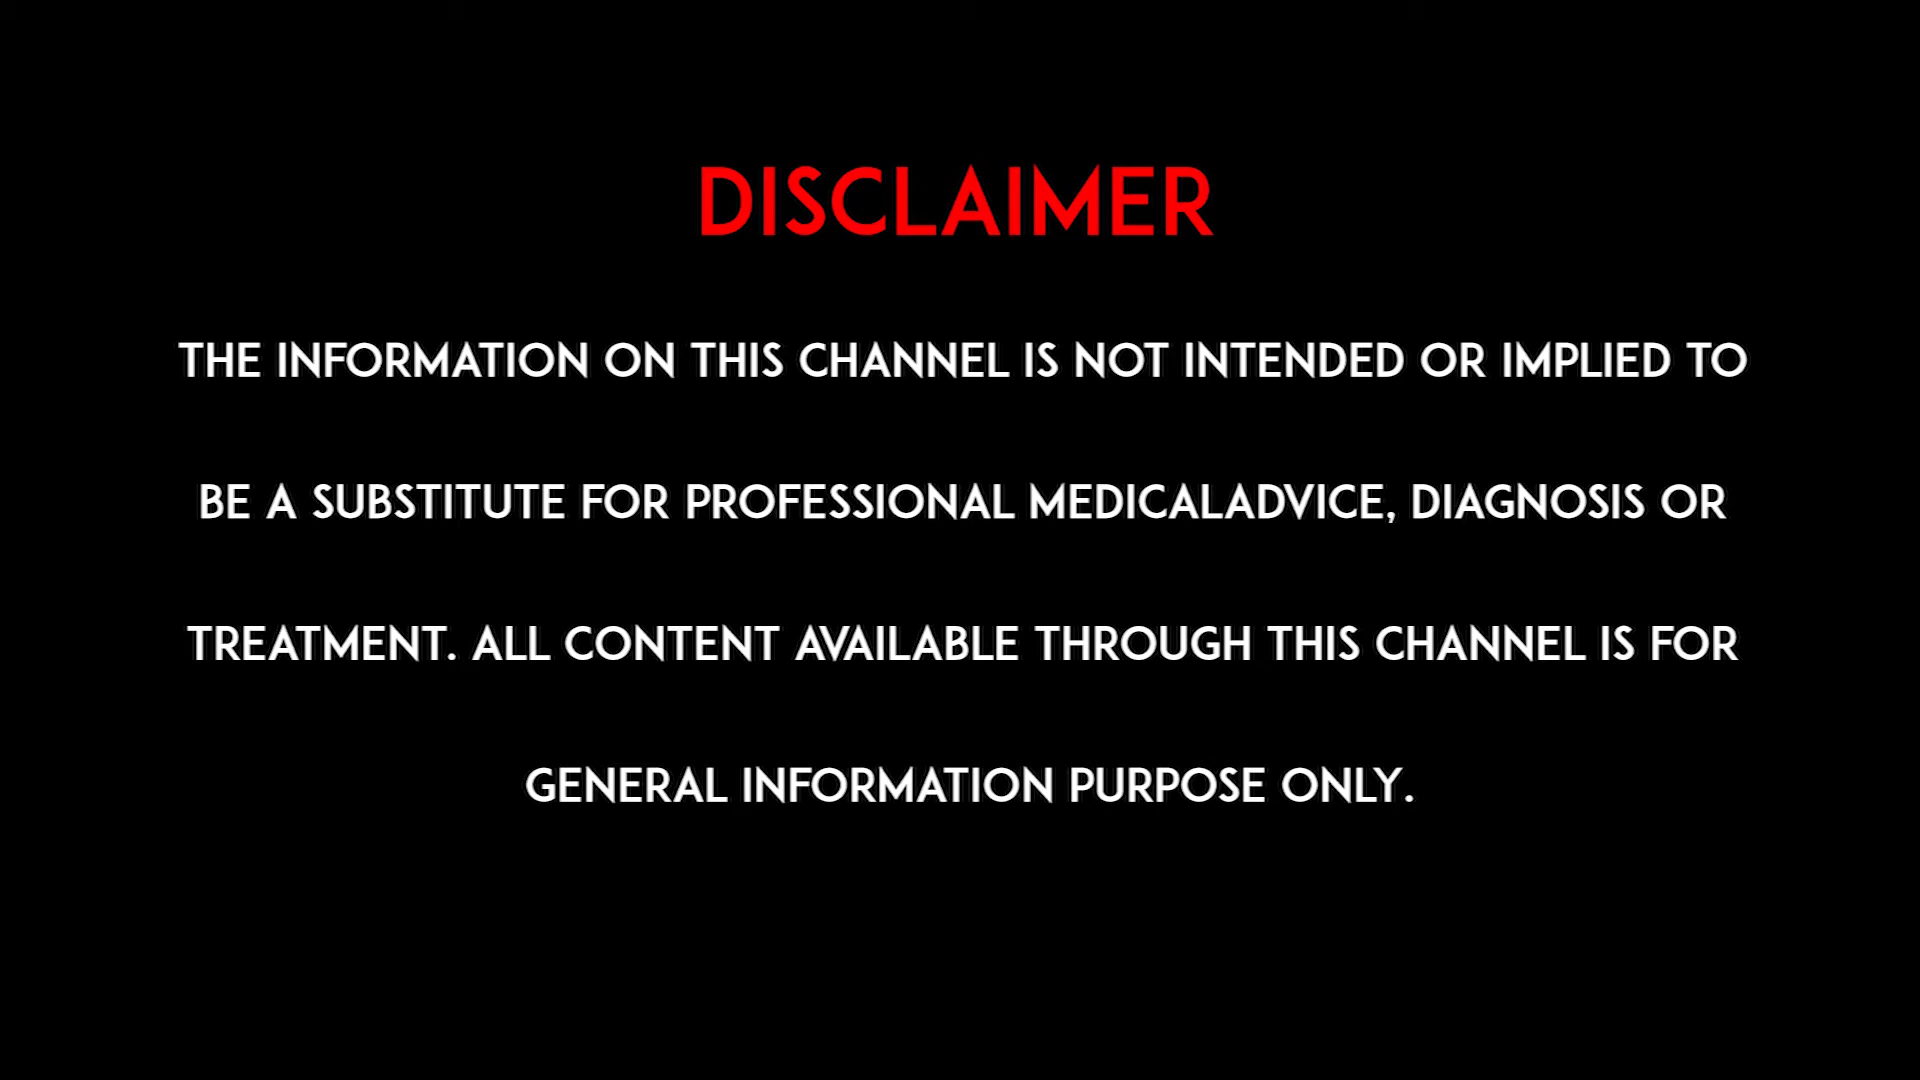 DISCLAIMER
THE INFORMATION ON THIS CHANNEL IS NOT INTENDED OR IMPLIED TO
BE A SUBSTITUTE FOR PROFESSIONAL MEDICALADVICE, DIAGNOSIS OR
TREATMENT. ALL CONTENT AVAILABLE THROUGH THIS CHANNEL IS FOR
GENERAL INFORMATION PURPOSE ONLY.